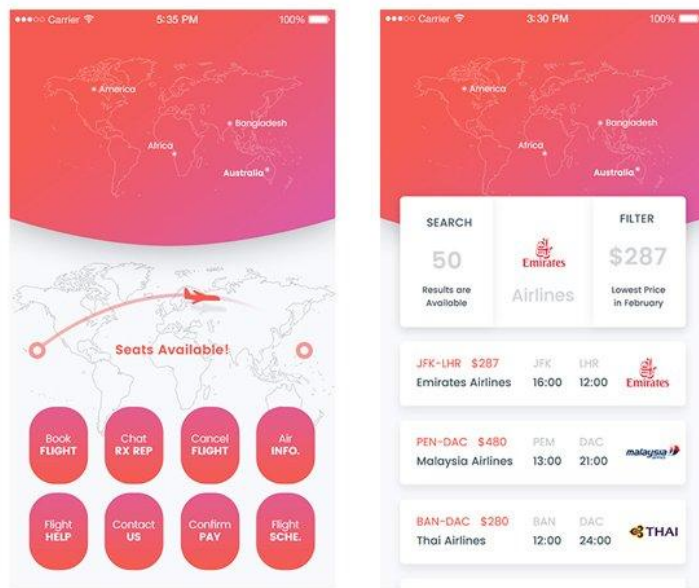 Carrier 5:35 PM 100%
America
Bangladesh
Africa
Australia
Seats Available!
Book
FLIGHT
Chat
RX REP
Cancel
FLIGHT
Air
INFO.
Flight
HELP
Contact
US
Confirm
PAY
Flight
SCHE.
Carrier 3:30 PM 100%
America
Bangladesh
Africa
Australia
SEARCH
50
Results are
Available
Emirates
Airlines
FILTER
$287
Lowest Price
in February
JFK-LHR $287 JFK LHR
Emirates Airlines 16:00 12:00 Emirates
PEN-DAC $480 PEM DAC
Malaysia Airlines 13:00 21:00 malaysia
BAN-DAC $280 BAN DAC
Thai Airlines 12:00 24:00 THAI